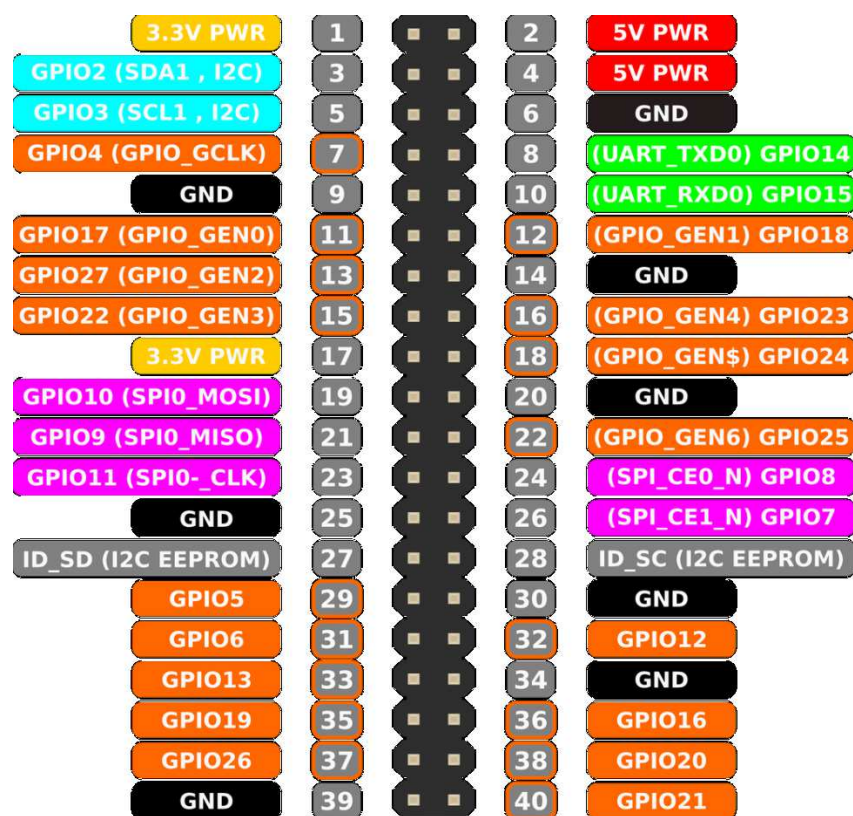 3.3V PWR 1 2 5V PWR
GPIO2 (SDA1 , I2C) 3 4 5V PWR
GPIO3 (SCL1 , I2C) 5 6 GND
GPIO4 (GPIO_GCLK) 7 8 (UART_TXD0) GPIO14
GND 9 10 (UART_RXD0) GPIO15
GPIO17 (GPIO_GEN0) 11 12 (GPIO_GEN1) GPIO18
GPIO27 (GPIO_GEN2) 13 14 GND
GPIO22 (GPIO_GEN3) 15 16 (GPIO_GEN4) GPIO23
3.3V PWR 17 18 (GPIO_GEN$) GPIO24
GPIO10 (SPI0_MOSI) 19 20 GND
GPIO9 (SPI0_MISO) 21 22 (GPIO_GEN6) GPIO25
GPIO11 (SPI0-_CLK) 23 24 (SPI_CE0_N) GPIO8
GND 25 26 (SPI_CE1_N) GPIO7
ID_SD (I2C EEPROM) 27 28 ID_SC (I2C EEPROM)
GPIO5 29 30 GND
GPIO6 31 32 GPIO12
GPIO13 33 34 GND
GPIO19 35 36 GPIO16
GPIO26 37 38 GPIO20
GND 39 40 GPIO21